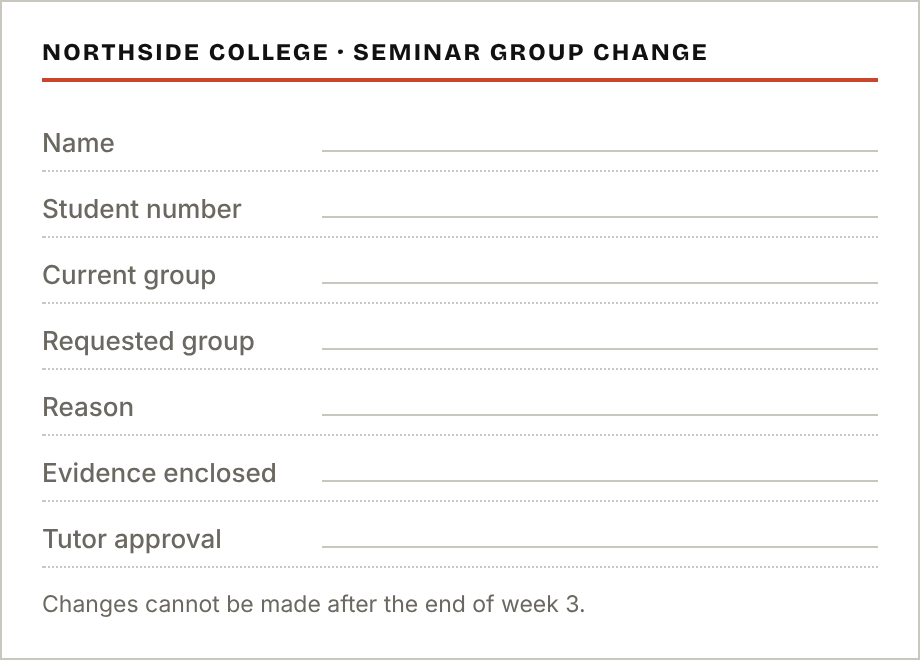 NORTHSIDE COLLEGE · SEMINAR GROUP CHANGE
Name
Student number
Current group
Requested group
Reason
Evidence enclosed
Tutor approval
Changes cannot be made after the end of week 3.